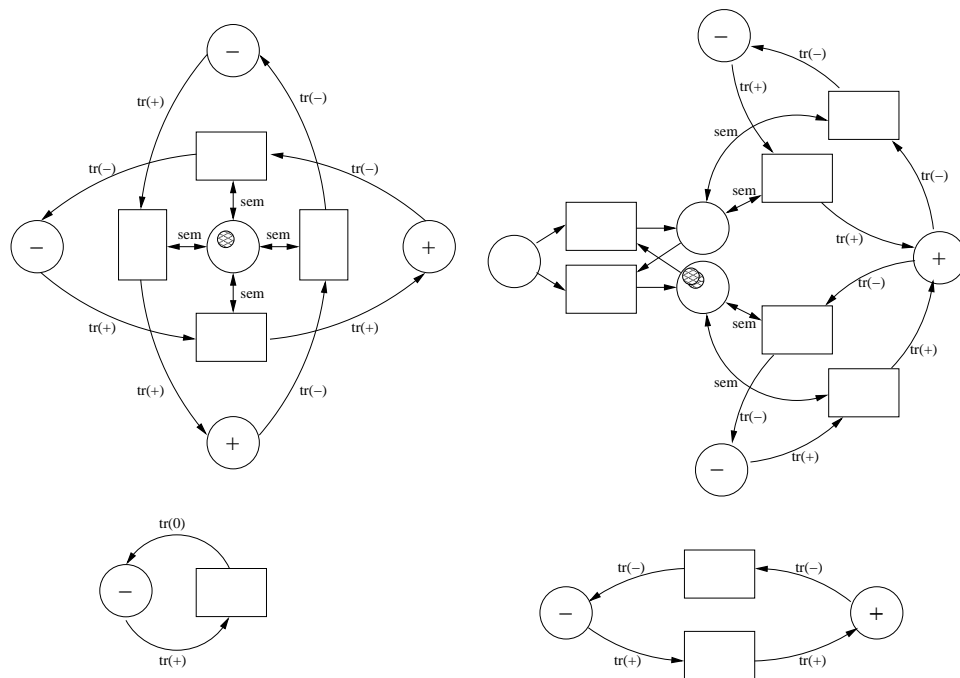 −
tr(+)
tr(−)
tr(−)
tr(−)
sem
−
sem
sem
+
sem
tr(+)
tr(+)
tr(+)
tr(−)
+
−
tr(−)
tr(+)
sem
tr(−)
sem
tr(+)
+
tr(−)
sem
tr(+)
sem
tr(−)
−
tr(+)
tr(0)
−
tr(+)
tr(−)
tr(−)
−
+
tr(+)
tr(+)